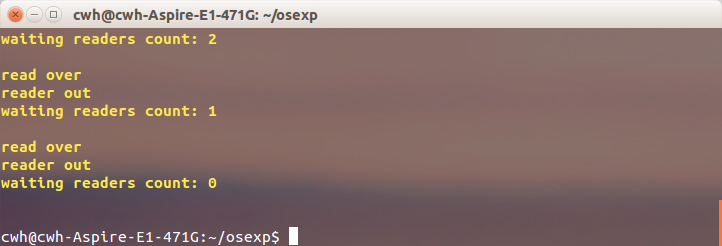 cwh@cwh-Aspire-E1-471G: ~/osexp
waiting readers count: 2
read over
reader out
waiting readers count: 1
read over
reader out
waiting readers count: 0
cwh@cwh-Aspire-E1-471G:~/osexp$